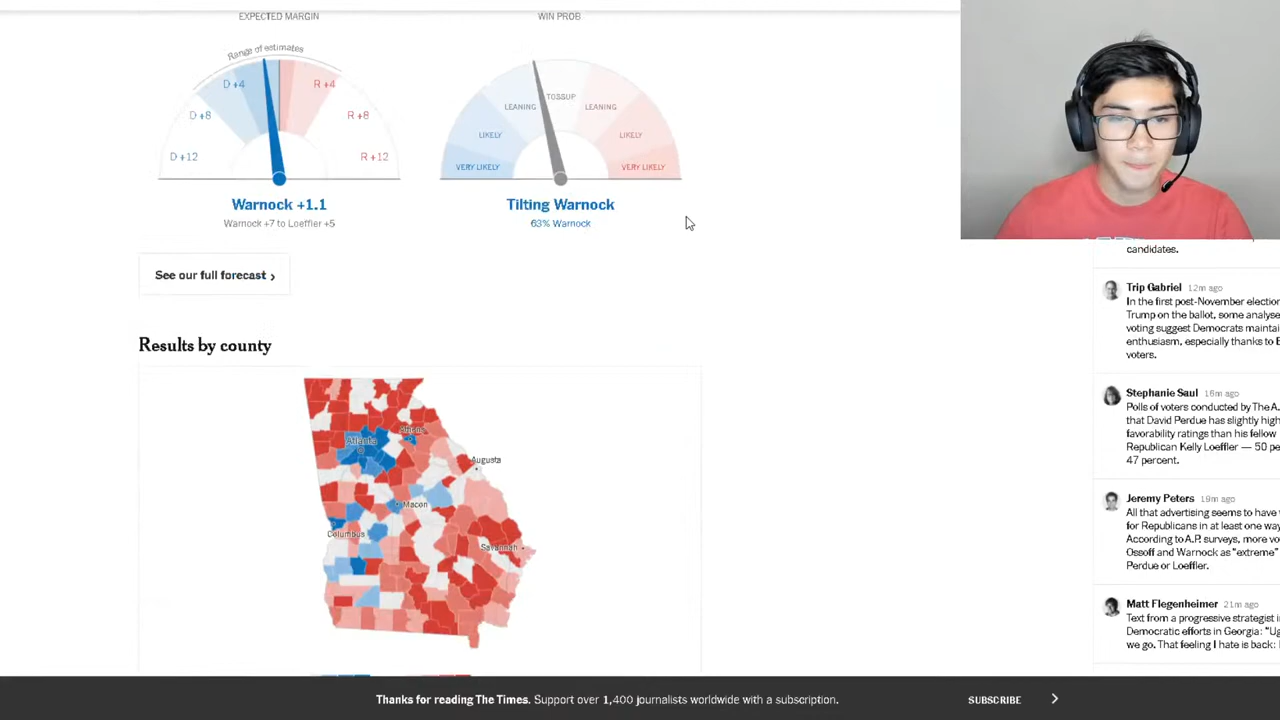 EXPECTED MARGIN
WIN PROB
Range of estimates
D +4
R +4
D +8
R +8
D +12
R +12
Warnock +1.1
Warnock +7 to Loeffler +5
TOSSUP
LEANING
LEANING
LIKELY
LIKELY
VERY LIKELY
VERY LIKELY
Tilting Warnock
63% Warnock
See our full forecast ›
Results by county
Atlanta
Athens
Augusta
Macon
Columbus
Savannah
candidates.
Trip Gabriel 12m ago
In the first post-November election
Trump on the ballot, some analyse
voting suggest Democrats maintai
enthusiasm, especially thanks to B
voters.
Stephanie Saul 16m ago
Polls of voters conducted by The A.
that David Perdue has slightly high
favorability ratings than his fellow
Republican Kelly Loeffler — 50 pe
47 percent.
Jeremy Peters 19m ago
All that advertising seems to have
for Republicans in at least one way
According to A.P. surveys, more vo
Ossoff and Warnock as "extreme"
Perdue or Loeffler.
Matt Flegenheimer 21m ago
Text from a progressive strategist i
Democratic efforts in Georgia: "Ug
we go. That feeling I hate is back:
Thanks for reading The Times. Support over 1,400 journalists worldwide with a subscription.
SUBSCRIBE